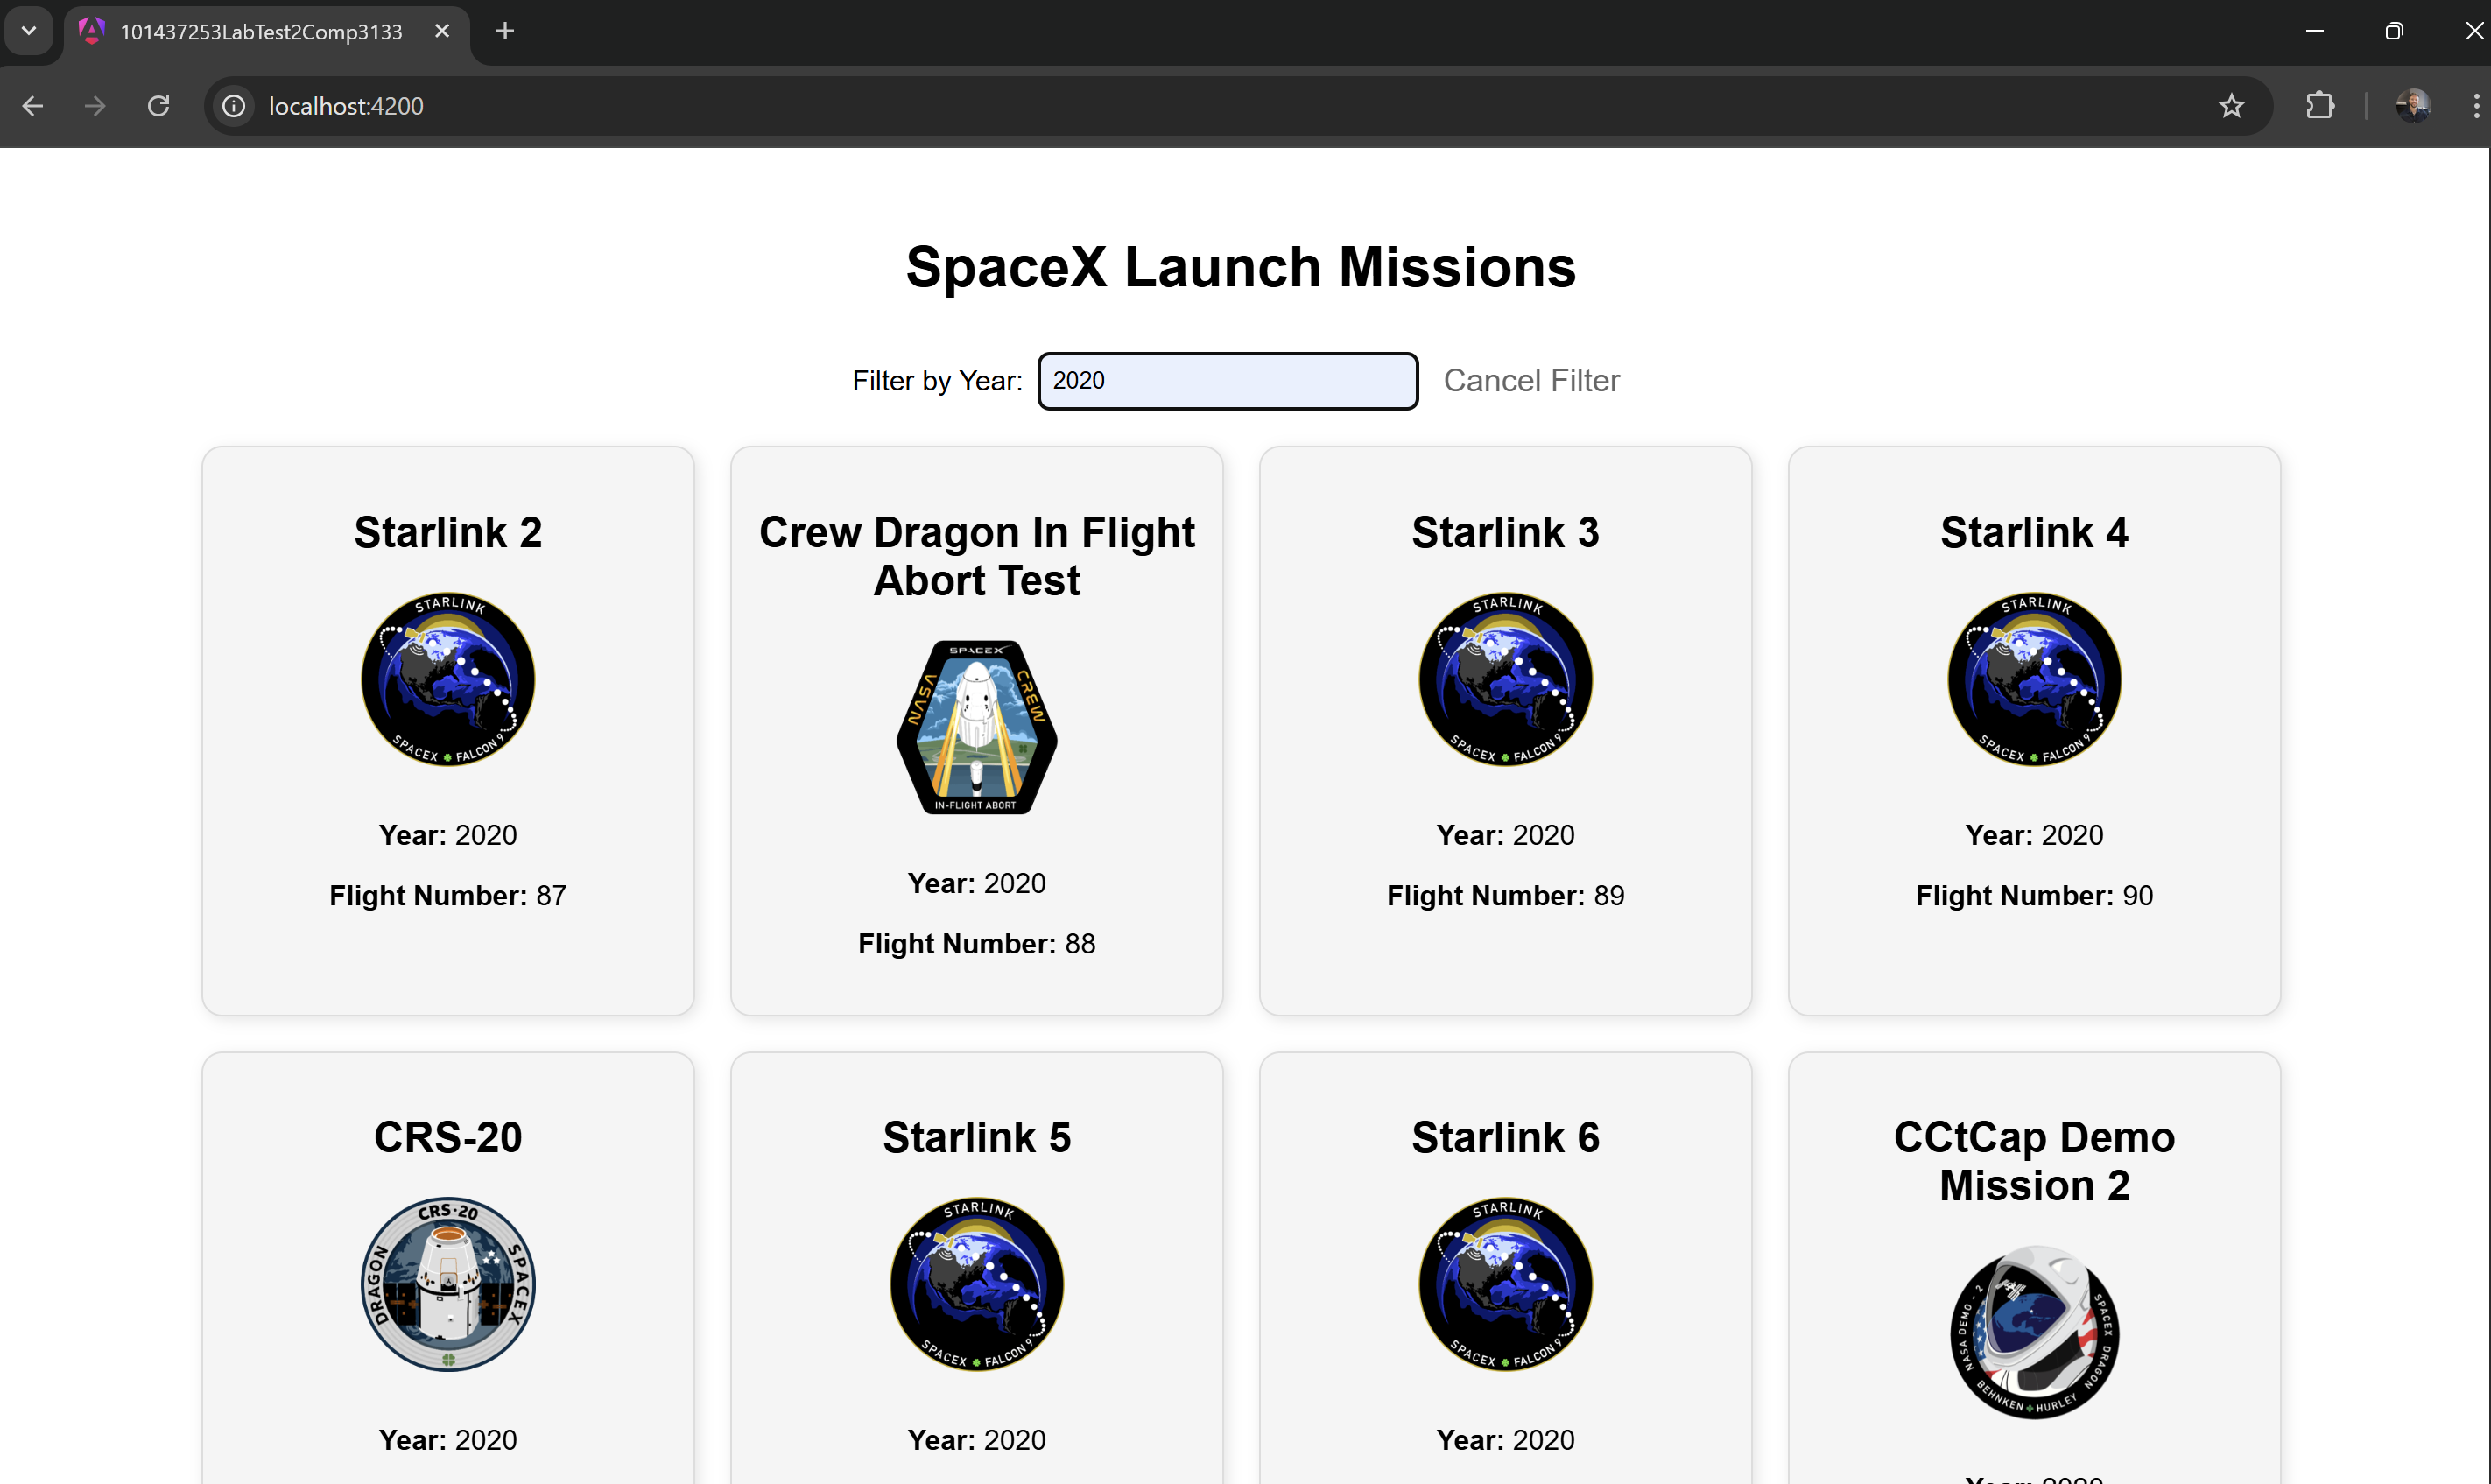 101437253LabTest2Comp3133
localhost:4200
SpaceX Launch Missions
Filter by Year: 2020 Cancel Filter
Starlink 2
STARLINK
SPACEX FALCON 9
Year: 2020
Flight Number: 87
Crew Dragon In Flight
Abort Test
SPACEX
NASA CREW
IN-FLIGHT ABORT
Year: 2020
Flight Number: 88
Starlink 3
STARLINK
SPACEX FALCON 9
Year: 2020
Flight Number: 89
Starlink 4
STARLINK
SPACEX FALCON 9
Year: 2020
Flight Number: 90
CRS-20
CRS·20
DRAGON SPACEX
Year: 2020
Starlink 5
STARLINK
SPACEX FALCON 9
Year: 2020
Starlink 6
STARLINK
SPACEX FALCON 9
Year: 2020
CCtCap Demo
Mission 2
NASA DEMO - 2 SPACEX DRAGON
BEHNKEN HURLEY
Year: 2020